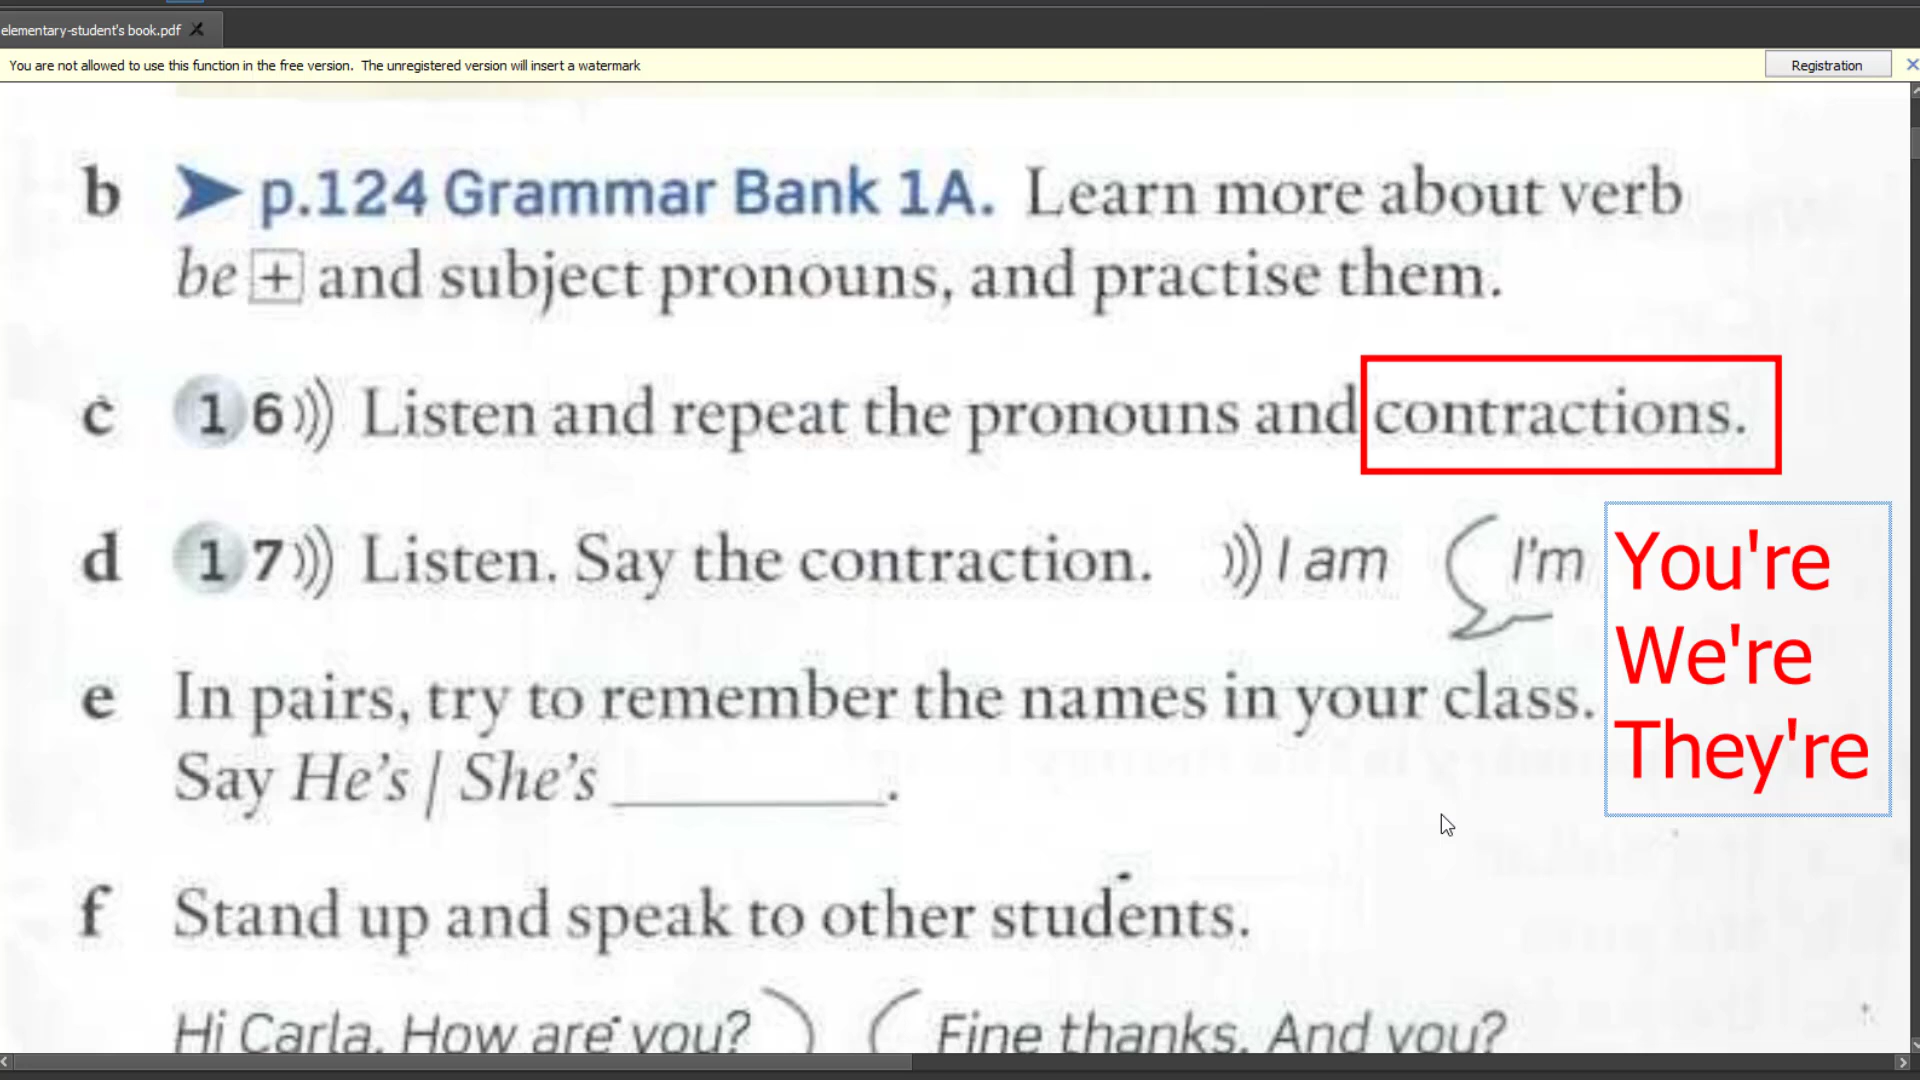 elementary-student's book.pdf
You are not allowed to use this function in the free version. The unregistered version will insert a watermark
Registration
b p.124 Grammar Bank 1A. Learn more about verb
be + and subject pronouns, and practise them.
c 1 6))) Listen and repeat the pronouns and contractions.
d 1 7))) Listen. Say the contraction. ))) I am I'm
You're
We're
They're
e In pairs, try to remember the names in your class.
Say He's / She's __________.
f Stand up and speak to other students.
Hi Carla. How are you? Fine thanks. And you?